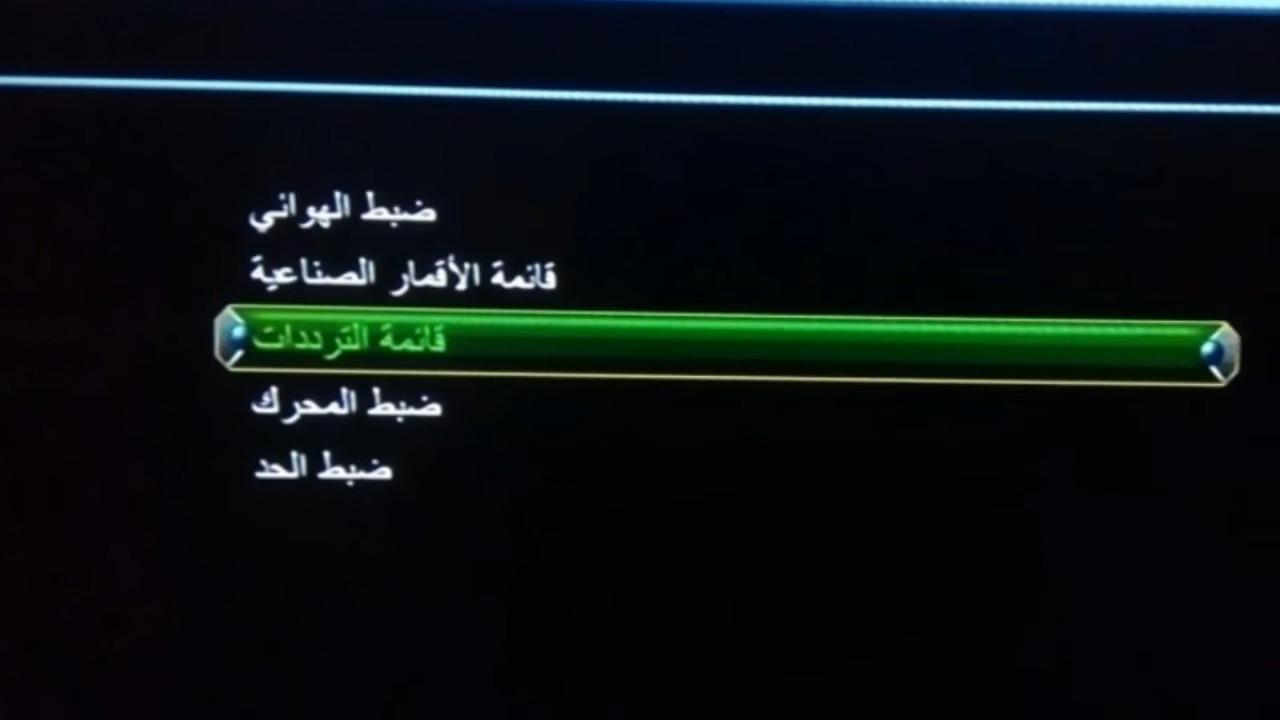 ضبط الهوائي
قائمة الأقمار الصناعية
قائمة الترددات
ضبط المحرك
ضبط الحد